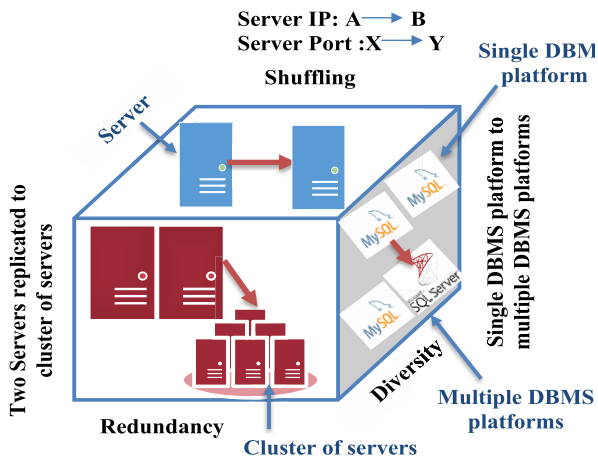 Server IP: A B
Server Port :X Y
Shuffling
Single DBM
platform
Server
MySQL
MySQL
MySQL
SQL Server
Two Servers replicated to
cluster of servers
Single DBMS platform to
multiple DBMS platforms
Diversity
Redundancy
Cluster of servers
Multiple DBMS
platforms